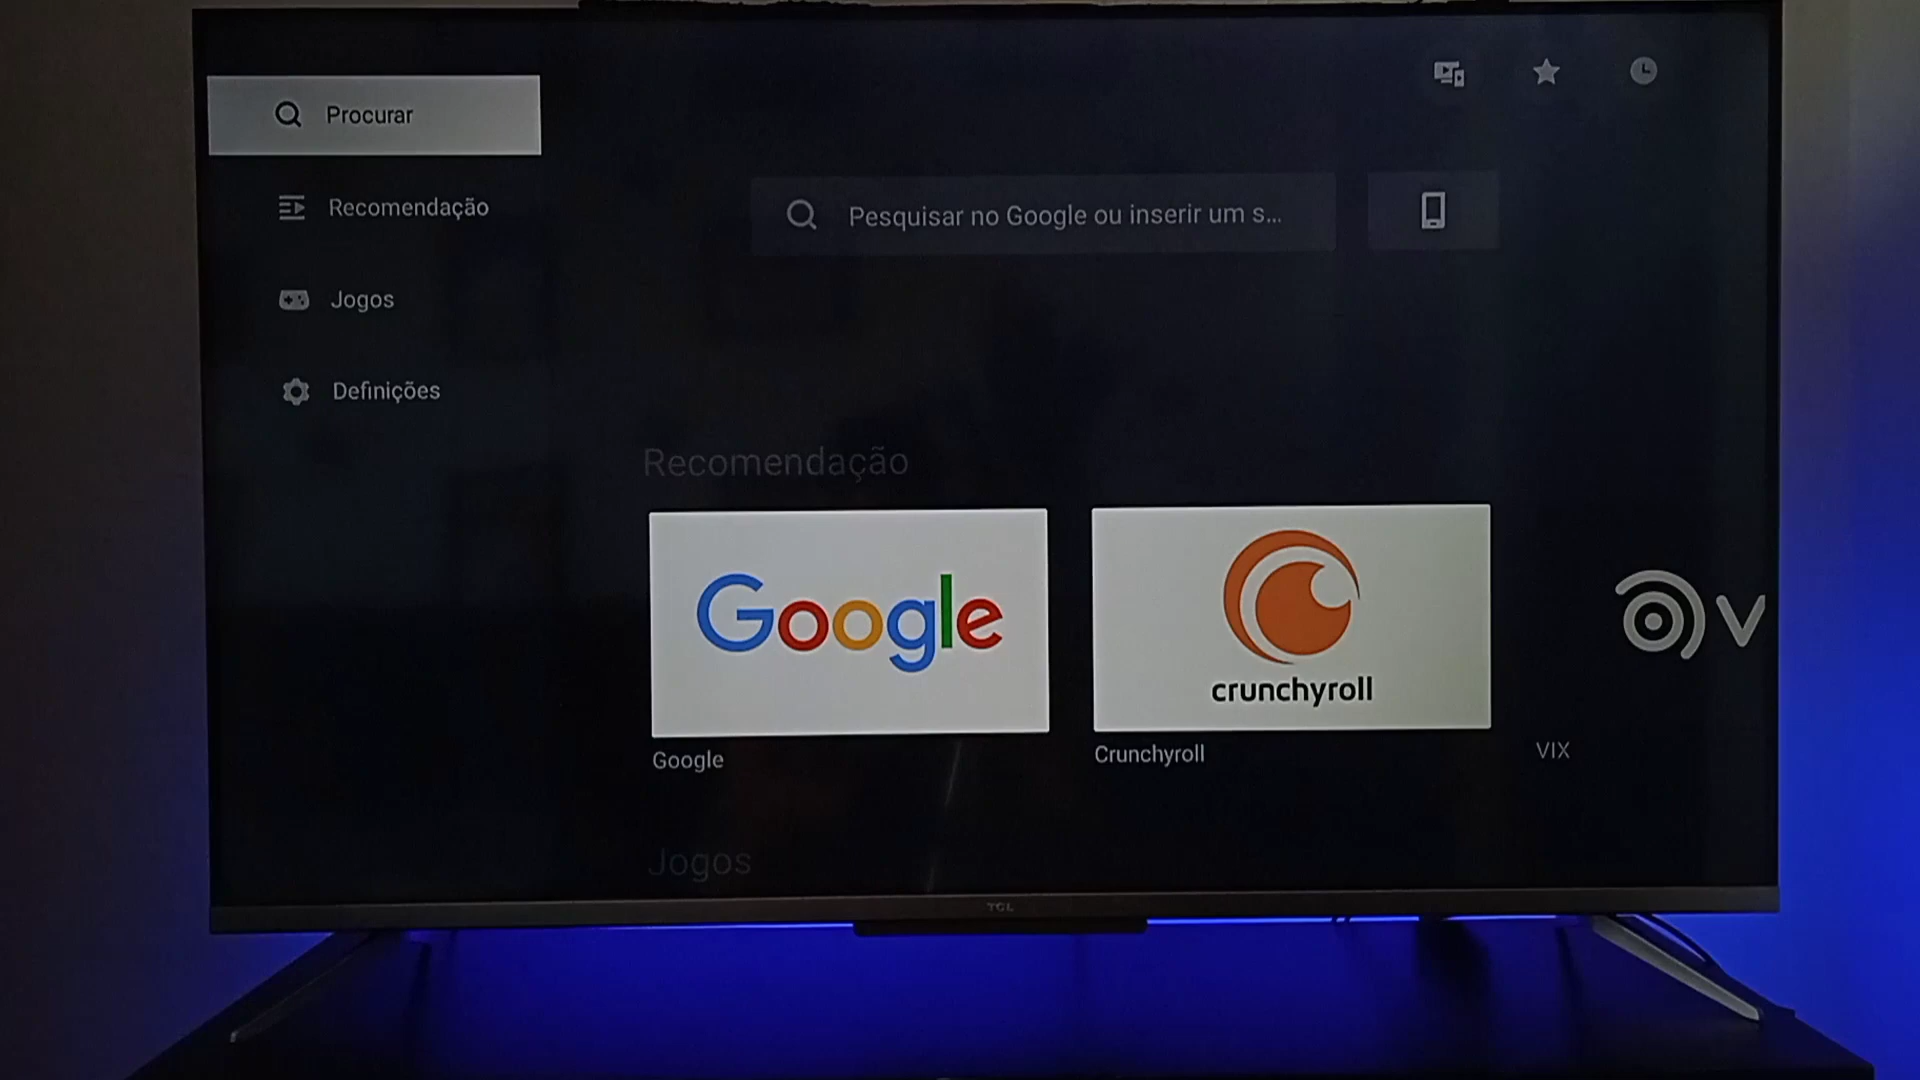 Procurar
Recomendação
Jogos
Definições
Pesquisar no Google ou inserir um s...
Recomendação
Google
crunchyroll
V
Google
Crunchyroll
VIX
Jogos
TCL